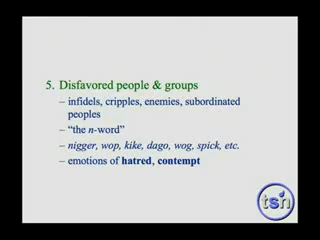 5. Disfavored people & groups
– infidels, cripples, enemies, subordinated
peoples
– "the n-word"
– nigger, wop, kike, dago, wog, spick, etc.
– emotions of hatred, contempt
tsn